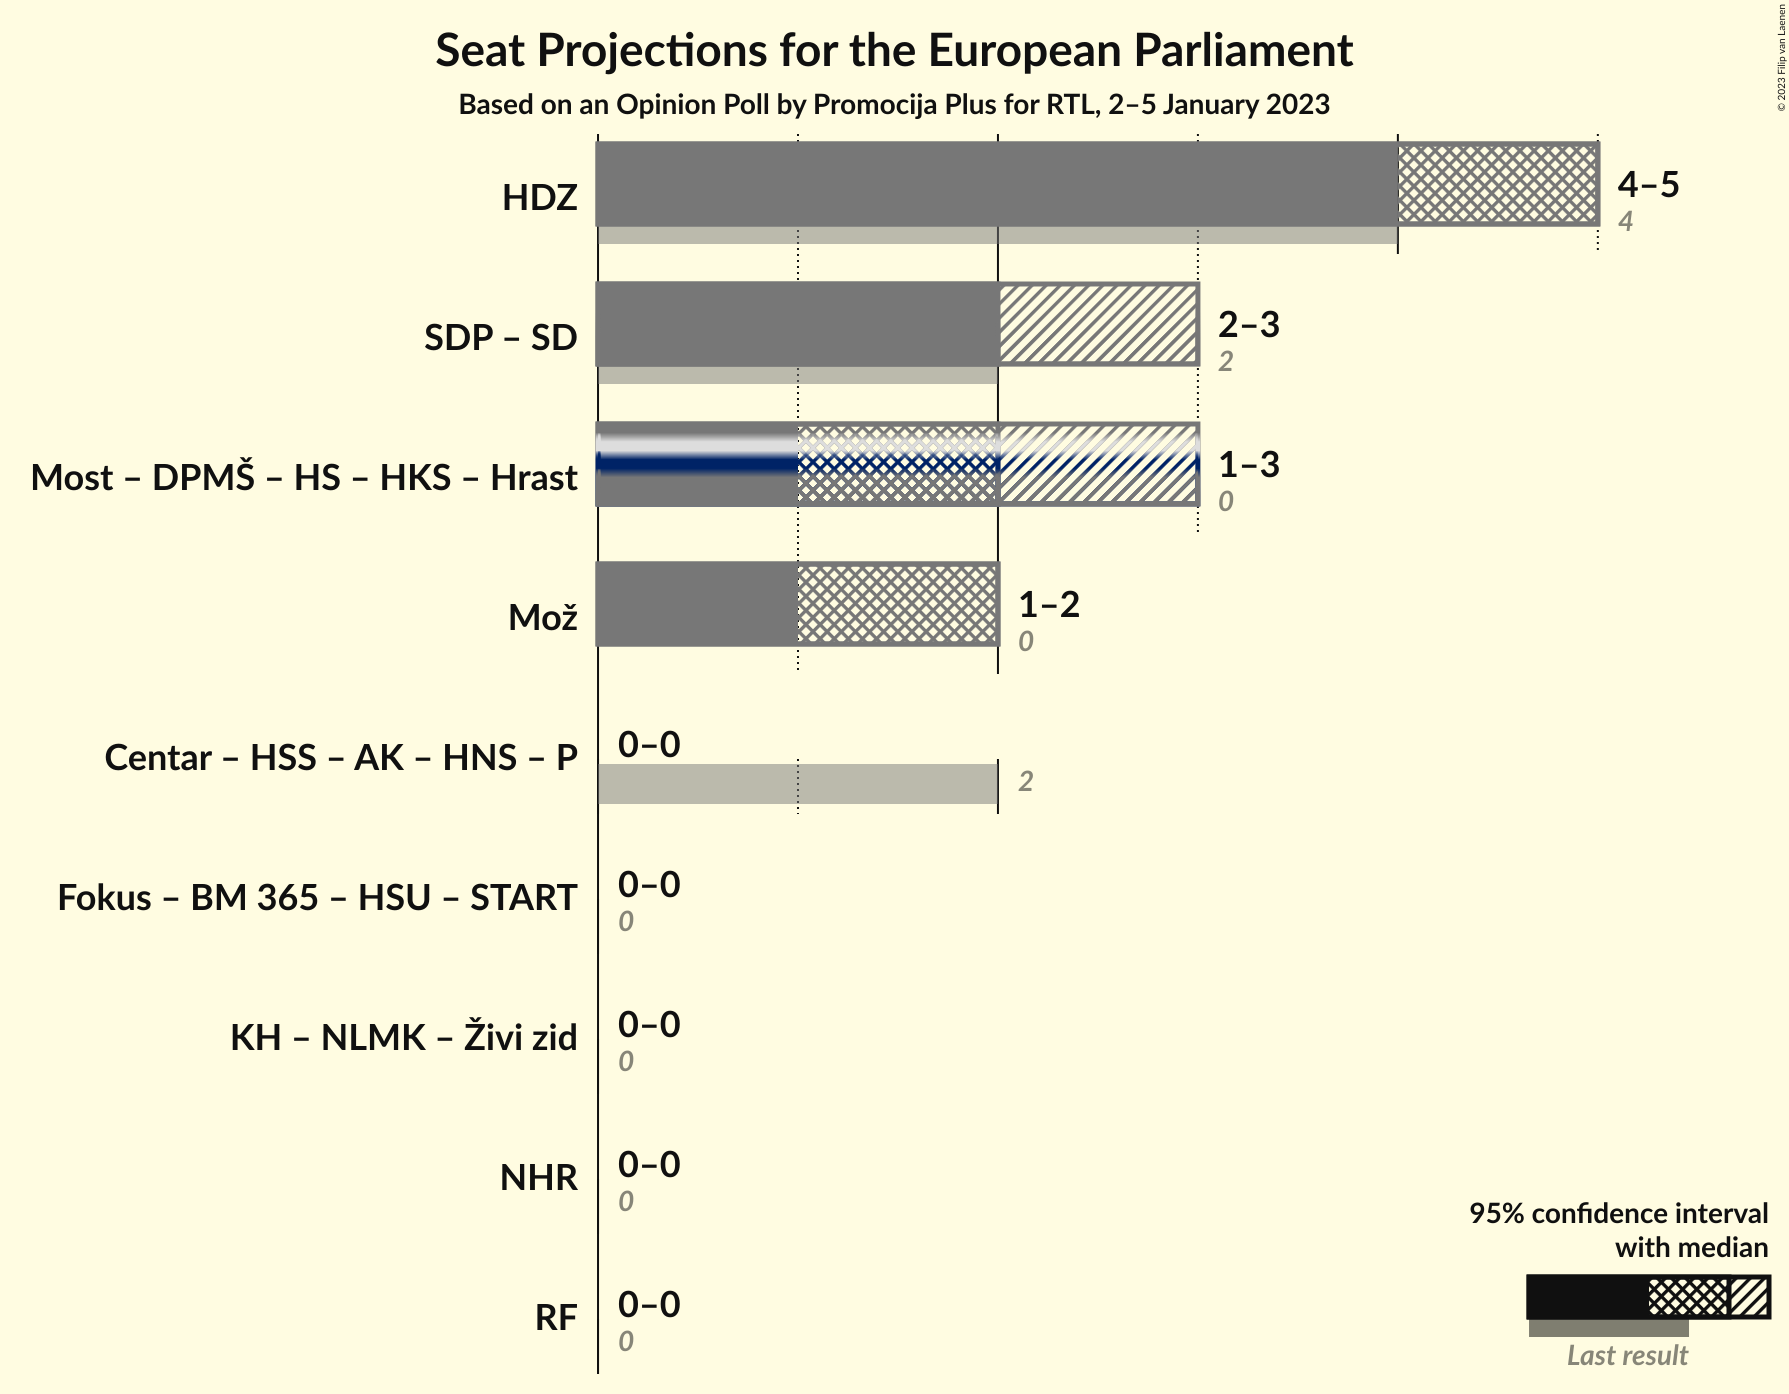 Seat Projections for the European Parliament
Based on an Opinion Poll by Promocija Plus for RTL, 2–5 January 2023
© 2023 Filip van Laenen
HDZ
4–5
4
SDP – SD
2–3
2
Most – DPMŠ – HS – HKS – Hrast
1–3
0
Mož
1–2
0
Centar – HSS – AK – HNS – P
0–0
2
Fokus – BM 365 – HSU – START
0–0
0
KH – NLMK – Živi zid
0–0
0
NHR
0–0
0
RF
0–0
0
95% confidence interval
with median
Last result